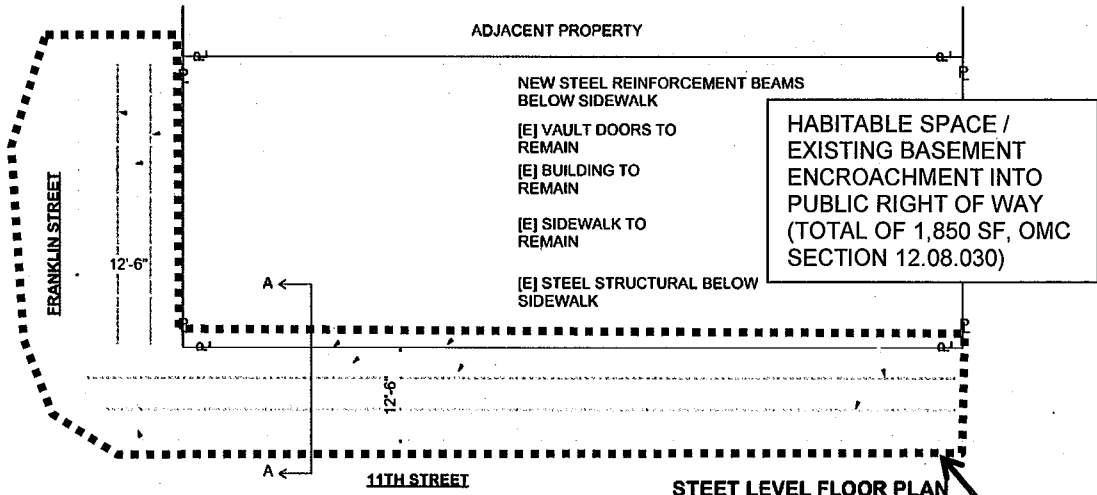 ADJACENT PROPERTY
NEW STEEL REINFORCEMENT BEAMS
BELOW SIDEWALK
[E] VAULT DOORS TO
REMAIN
[E] BUILDING TO
REMAIN
[E] SIDEWALK TO
REMAIN
[E] STEEL STRUCTURAL BELOW
SIDEWALK
HABITABLE SPACE /
EXISTING BASEMENT
ENCROACHMENT INTO
PUBLIC RIGHT OF WAY
(TOTAL OF 1,850 SF, OMC
SECTION 12.08.030)
FRANKLIN STREET
12'-6"
A
12'-6"
A
11TH STREET
STEET LEVEL FLOOR PLAN